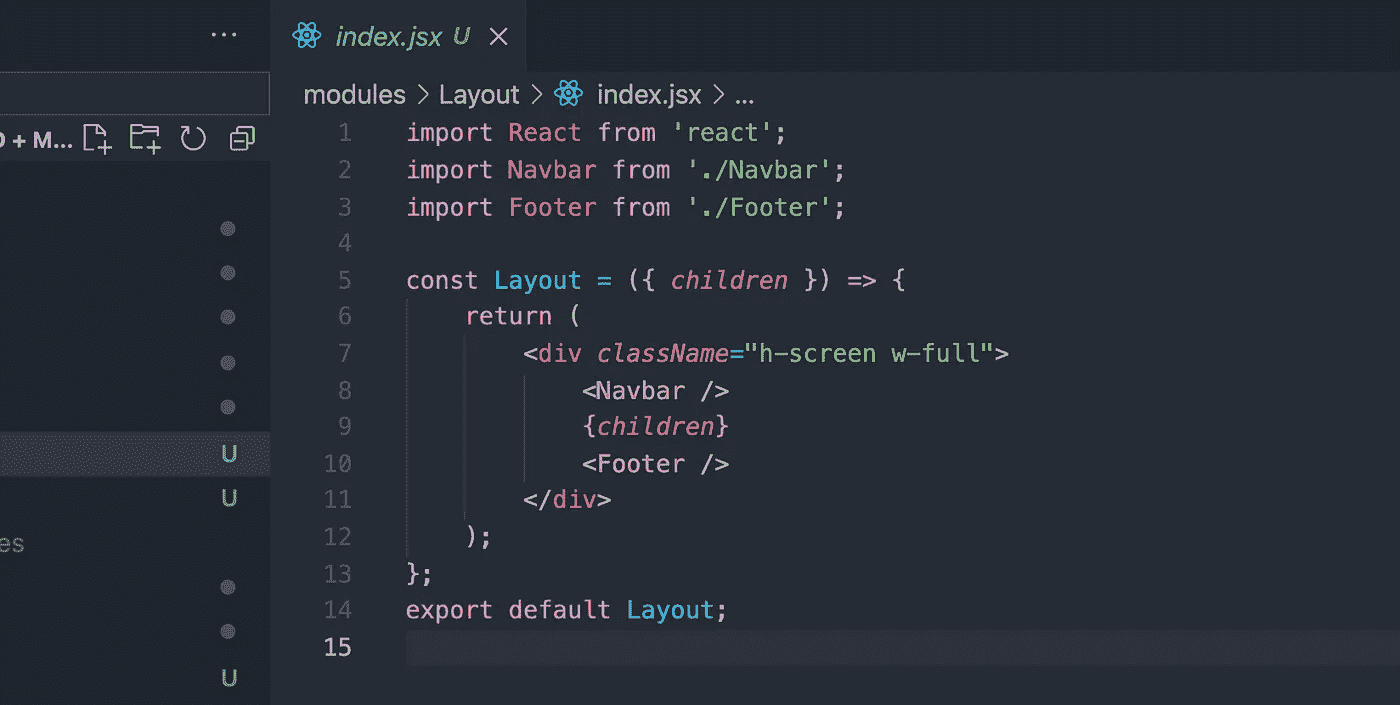 ...
index.jsx U
modules > Layout > index.jsx > ...
+ M...
1 import React from 'react';
2 import Navbar from './Navbar';
3 import Footer from './Footer';
4
5 const Layout = ({ children }) => {
6 return (
7 <div className="h-screen w-full">
8 <Navbar />
9 {children}
10 <Footer />
11 </div>
12 );
13 };
14 export default Layout;
15
U
U
es
U